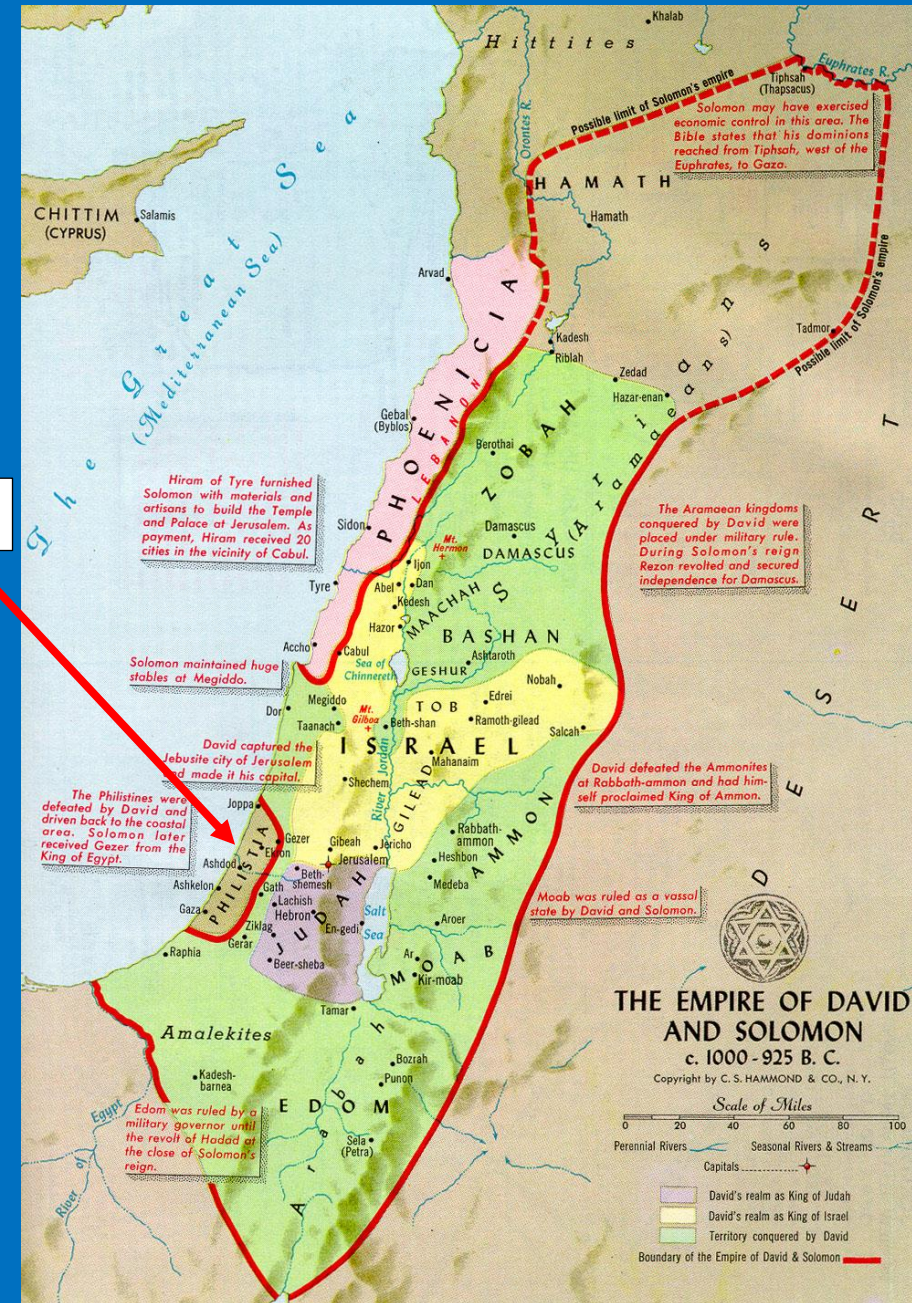 Khalab
Hittites
Euphrates R.
Tiphsah
(Thapsacus)
Possible limit of Solomon's empire
Orontes R.
Solomon may have exercised
economic control in this area. The
Bible states that his dominions
reached from Tiphsah, west of the
Euphrates, to Gaza.
HAMATH
Hamath
CHITTIM
(CYPRUS)
Salamis
The Great Sea
(Mediterranean Sea)
Arvad
PHOENICIA
LEBANON
Kadesh
Riblah
Tadmor
Possible limit of Solomon's empire
Zedad
Hazar-enan
Syrians
(Aramaeans)
Gebal
(Byblos)
ZOBAH
Berothai
Hiram of Tyre furnished
Solomon with materials and
artisans to build the Temple
and Palace at Jerusalem. As
payment, Hiram received 20
cities in the vicinity of Cabul.
Sidon
Mt.
Hermon
Damascus
DAMASCUS
The Aramaean kingdoms
conquered by David were
placed under military rule.
During Solomon's reign
Rezon revolted and secured
independence for Damascus.
DESERT
Ijon
Tyre
Abel
Dan
Kedesh
MAACHAH
Hazor
BASHAN
Accho
Cabul
Sea of
Chinnereth
GESHUR
Ashtaroth
Solomon maintained huge
stables at Megiddo.
Nobah
Edrei
TOB
Dor
Megiddo
Taanach
Mt.
Gilboa
Beth-shan
Ramoth-gilead
Salcah
ISRAEL
David captured the
Jebusite city of Jerusalem
and made it his capital.
Mahanaim
River Jordan
GILEAD
Shechem
David defeated the Ammonites
at Rabbath-ammon and had him-
self proclaimed King of Ammon.
The Philistines were
defeated by David and
driven back to the coastal
area. Solomon later
received Gezer from the
King of Egypt.
Joppa
PHILISTIA
Gezer
Ekron
Gibeah
Jericho
Jerusalem
Rabbath-
ammon
AMMON
Heshbon
Medeba
Ashdod
Beth-
shemesh
Ashkelon
Gath
Lachish
Hebron
JUDAH
En-gedi
Salt
Sea
Gaza
Ziklag
Gerar
Beer-sheba
Raphia
Aroer
Moab was ruled as a vassal
state by David and Solomon.
Ar
MOAB
Kir-moab
Tamar
Amalekites
Arabah
Kadesh-
barnea
Bozrah
Punon
EDOM
Sela
(Petra)
River of Egypt
Edom was ruled by a
military governor until
the revolt of Hadad at
the close of Solomon's
reign.
THE EMPIRE OF DAVID
AND SOLOMON
c. 1000 - 925 B. C.
Copyright by C. S. HAMMOND & CO., N. Y.
Scale of Miles
0 20 40 60 80 100
Perennial Rivers Seasonal Rivers & Streams
Capitals
David's realm as King of Judah
David's realm as King of Israel
Territory conquered by David
Boundary of the Empire of David & Solomon